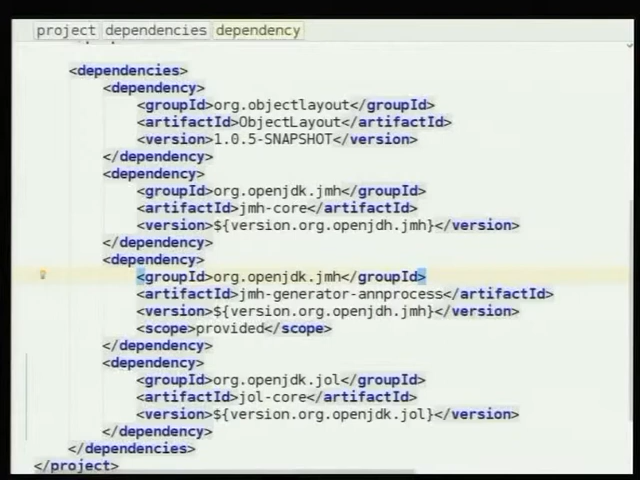 project dependencies dependency
<dependencies>
<dependency>
<groupId>org.objectlayout</groupId>
<artifactId>ObjectLayout</artifactId>
<version>1.0.5-SNAPSHOT</version>
</dependency>
<dependency>
<groupId>org.openjdk.jmh</groupId>
<artifactId>jmh-core</artifactId>
<version>${version.org.openjdh.jmh}</version>
</dependency>
<dependency>
<groupId>org.openjdk.jmh</groupId>
<artifactId>jmh-generator-annprocess</artifactId>
<version>${version.org.openjdh.jmh}</version>
<scope>provided</scope>
</dependency>
<dependency>
<groupId>org.openjdk.jol</groupId>
<artifactId>jol-core</artifactId>
<version>${version.org.openjdk.jol}</version>
</dependency>
</dependencies>
</project>